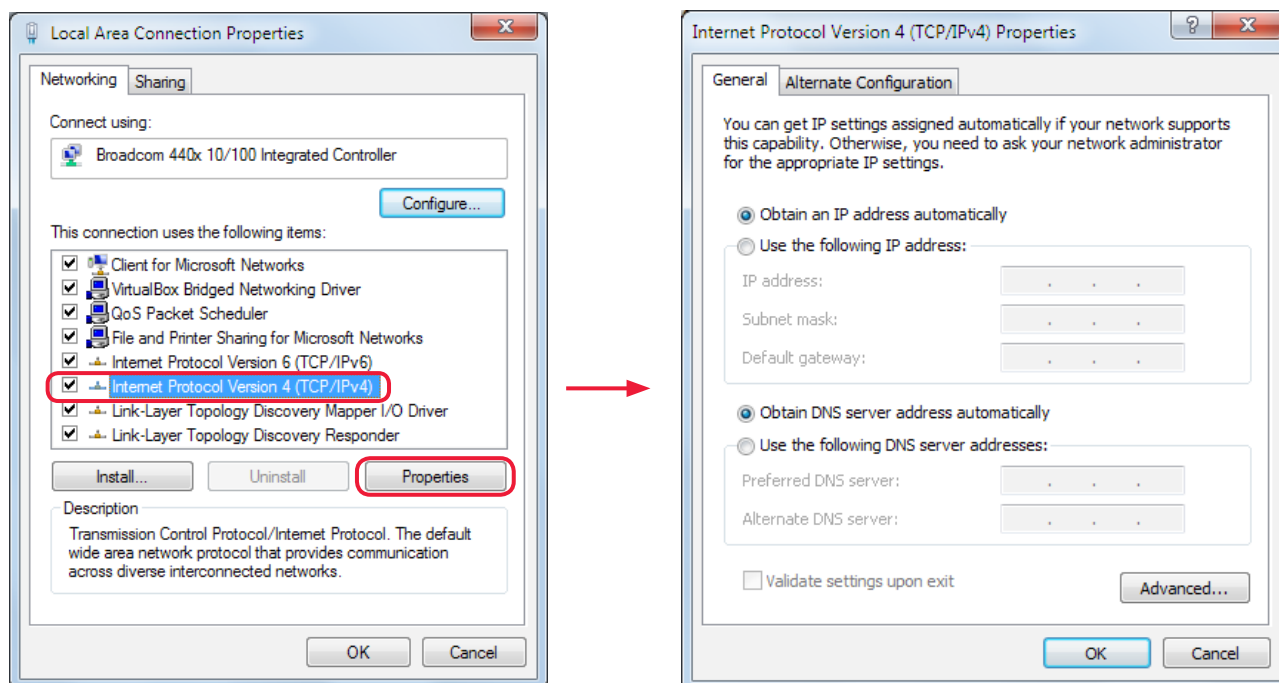 Local Area Connection Properties
Networking
Sharing
Connect using:
Broadcom 440x 10/100 Integrated Controller
Configure...
This connection uses the following items:
Client for Microsoft Networks
VirtualBox Bridged Networking Driver
QoS Packet Scheduler
File and Printer Sharing for Microsoft Networks
Internet Protocol Version 6 (TCP/IPv6)
Internet Protocol Version 4 (TCP/IPv4)
Link-Layer Topology Discovery Mapper I/O Driver
Link-Layer Topology Discovery Responder
Install...
Uninstall
Properties
Description
Transmission Control Protocol/Internet Protocol. The default
wide area network protocol that provides communication
across diverse interconnected networks.
OK
Cancel
Internet Protocol Version 4 (TCP/IPv4) Properties
General
Alternate Configuration
You can get IP settings assigned automatically if your network supports
this capability. Otherwise, you need to ask your network administrator
for the appropriate IP settings.
Obtain an IP address automatically
Use the following IP address:
IP address:
Subnet mask:
Default gateway:
Obtain DNS server address automatically
Use the following DNS server addresses:
Preferred DNS server:
Alternate DNS server:
Validate settings upon exit
Advanced...
OK
Cancel